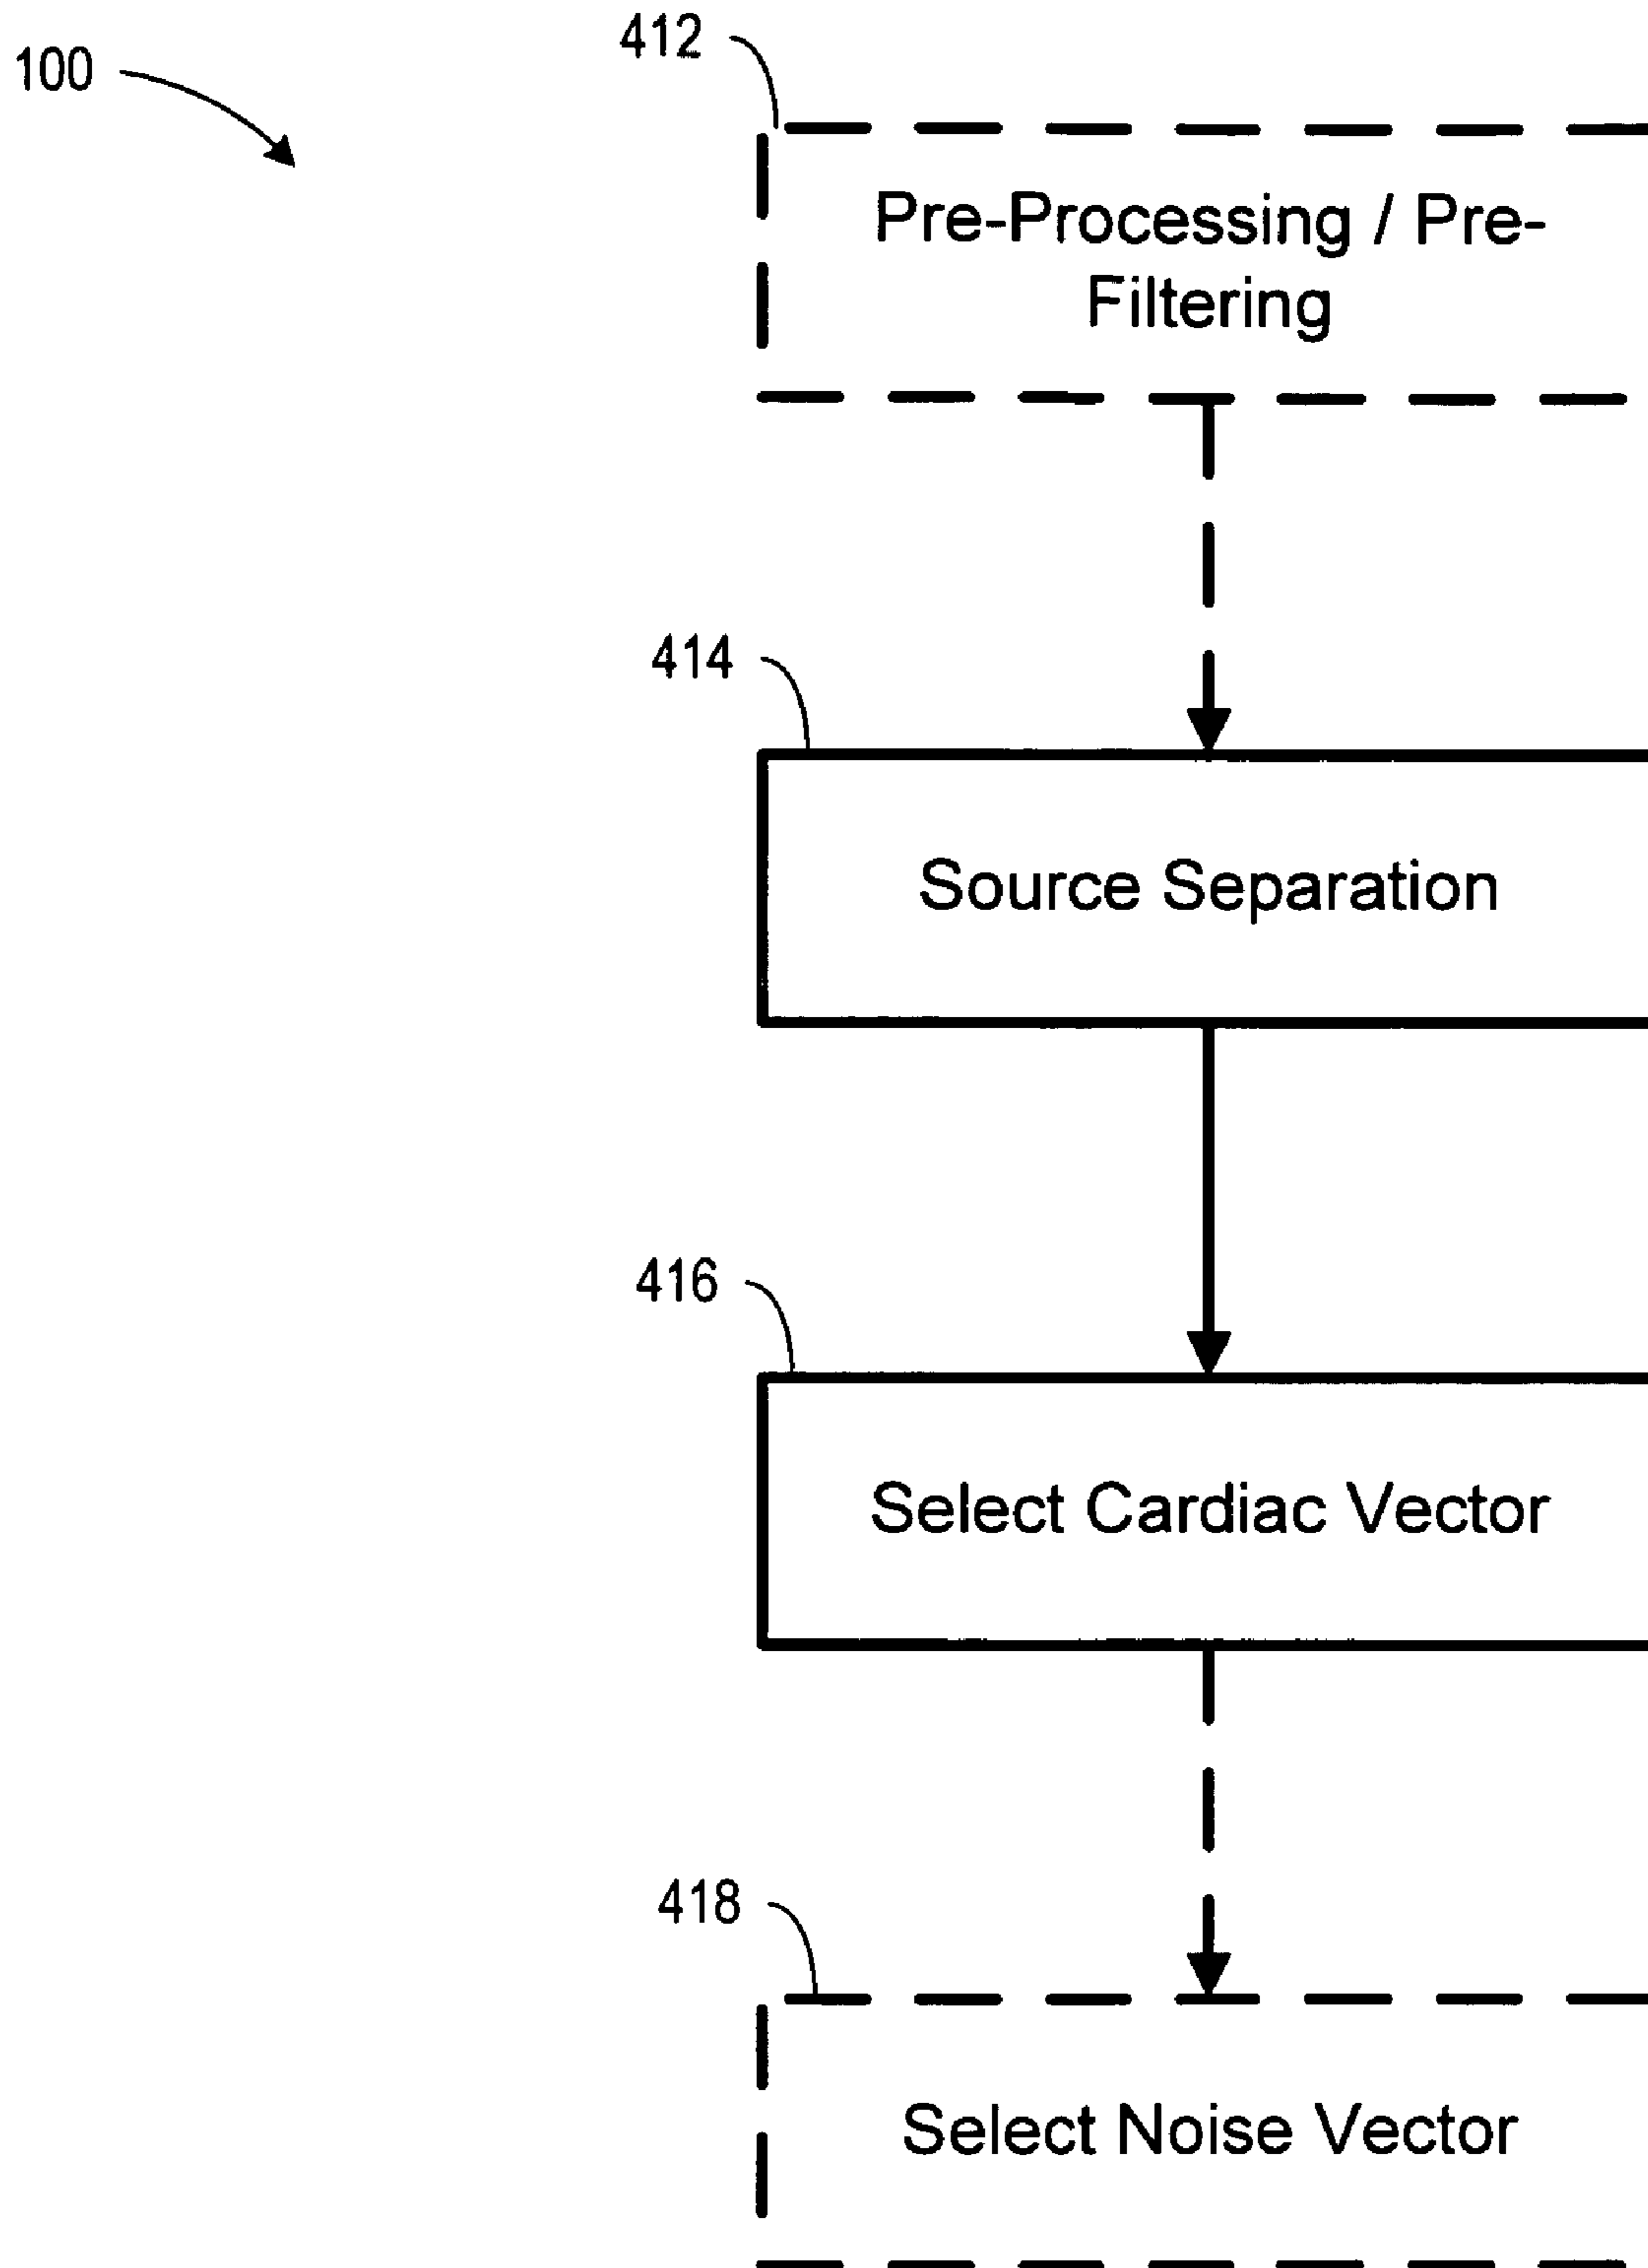 100
412
Pre-Processing / Pre-
Filtering
414
Source Separation
416
Select Cardiac Vector
418
Select Noise Vector